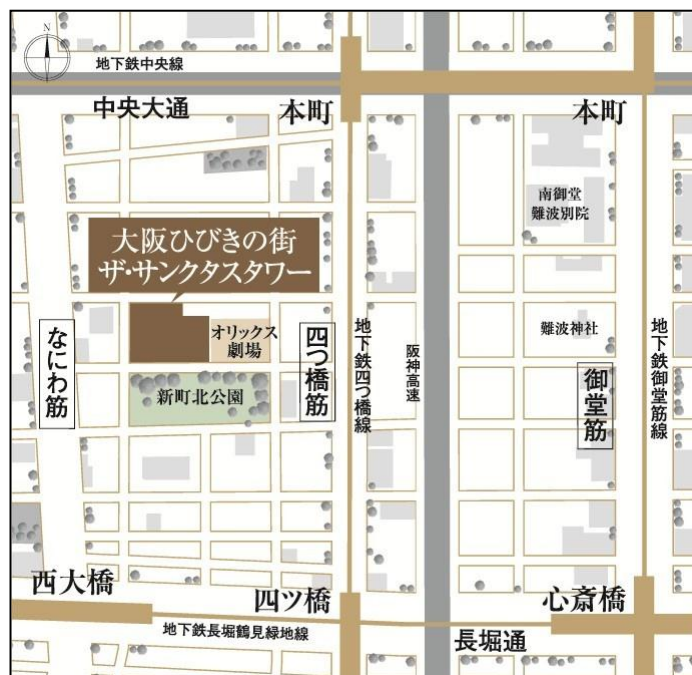 N
地下鉄中央線
中央大通
本町
本町
南御堂
難波別院
大阪ひびきの街
ザ・サンクタスタワー
オリックス
劇場
難波神社
なにわ筋
四つ橋筋
地下鉄四つ橋線
阪神高速
御堂筋
地下鉄御堂筋線
新町北公園
西大橋
四ツ橋
心斎橋
地下鉄長堀鶴見緑地線
長堀通